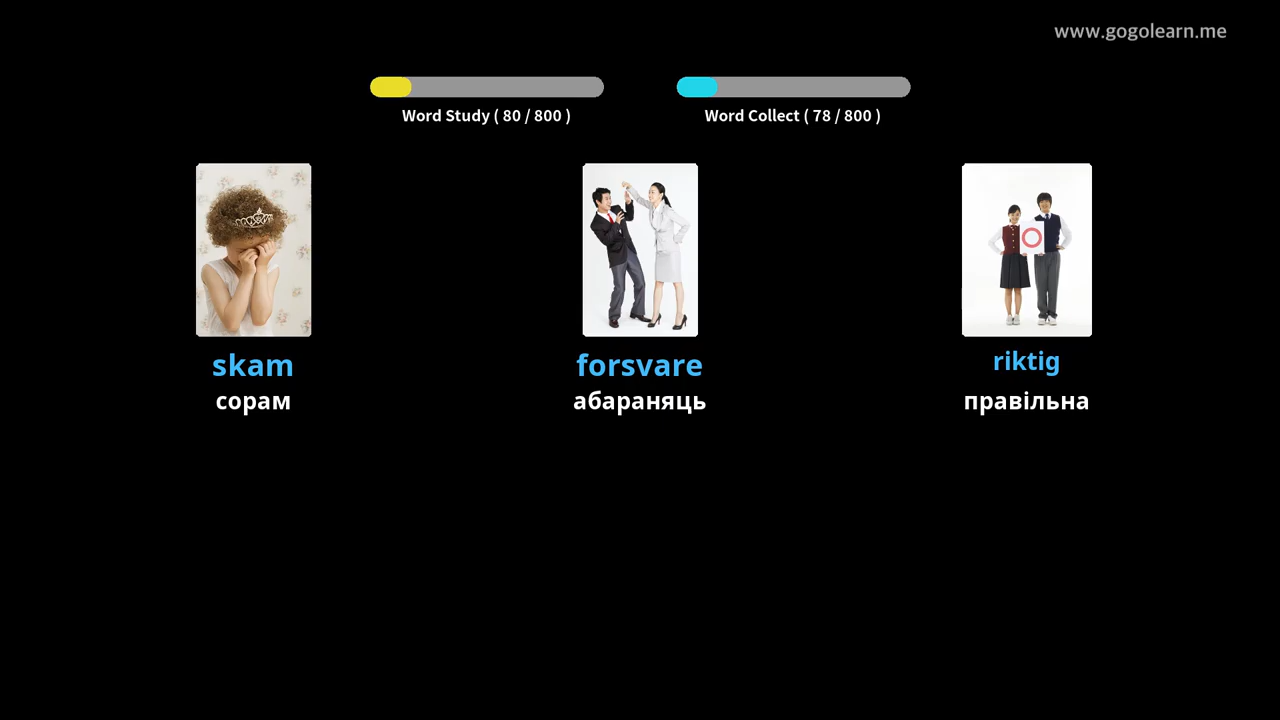 www.gogolearn.me
Word Study ( 80 / 800 )
Word Collect ( 78 / 800 )
skam
forsvare
riktig
сорам
абараняць
правільна